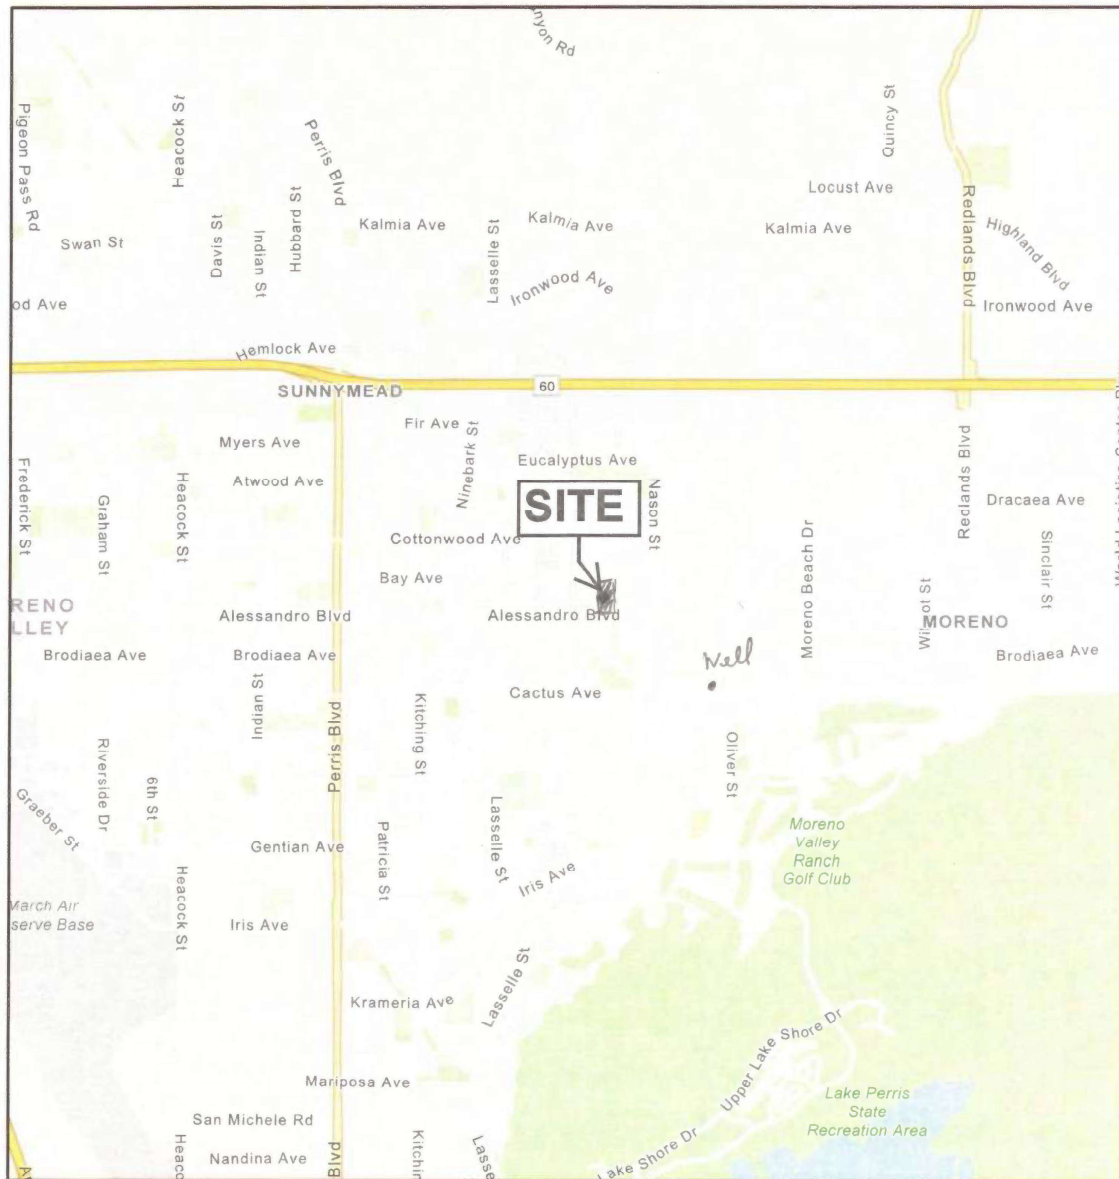 nyon Rd
Pigeon Pass Rd
Heacock St
Perris Blvd
Quincy St
Locust Ave
Redlands Blvd
Highland Blvd
Swan St
Davis St
Indian St
Hubbard St
Kalmia Ave
Lasselle St
Kalmia Ave
Kalmia Ave
Ironwood Ave
od Ave
Ironwood Ave
Hemlock Ave
SUNNYMEAD
60
Fir Ave
Myers Ave
Ninebark St
Eucalyptus Ave
Redlands Blvd
Frederick St
Graham St
Heacock St
Atwood Ave
SITE
Nason St
Dracaea Ave
Cottonwood Ave
Moreno Beach Dr
Sinclair St
Bay Ave
RENO
LLEY
Alessandro Blvd
Alessandro Blvd
MORENO
Brodiaea Ave
Brodiaea Ave
Brodiaea Ave
Well
Indian St
Perris Blvd
Kitching St
Cactus Ave
Oliver St
Riverside Dr
6th St
Graeber St
Gentian Ave
Patricia St
Lasselle St
Iris Ave
Moreno
Valley
Ranch
Golf Club
March Air
serve Base
Heacock St
Iris Ave
Krameria Ave
Lasselle St
Upper Lake Shore Dr
Mariposa Ave
Lake Perris
State
Recreation Area
San Michele Rd
Nandina Ave
Heaco
Blvd
Kitchin
Lasse
Lake Shore Dr